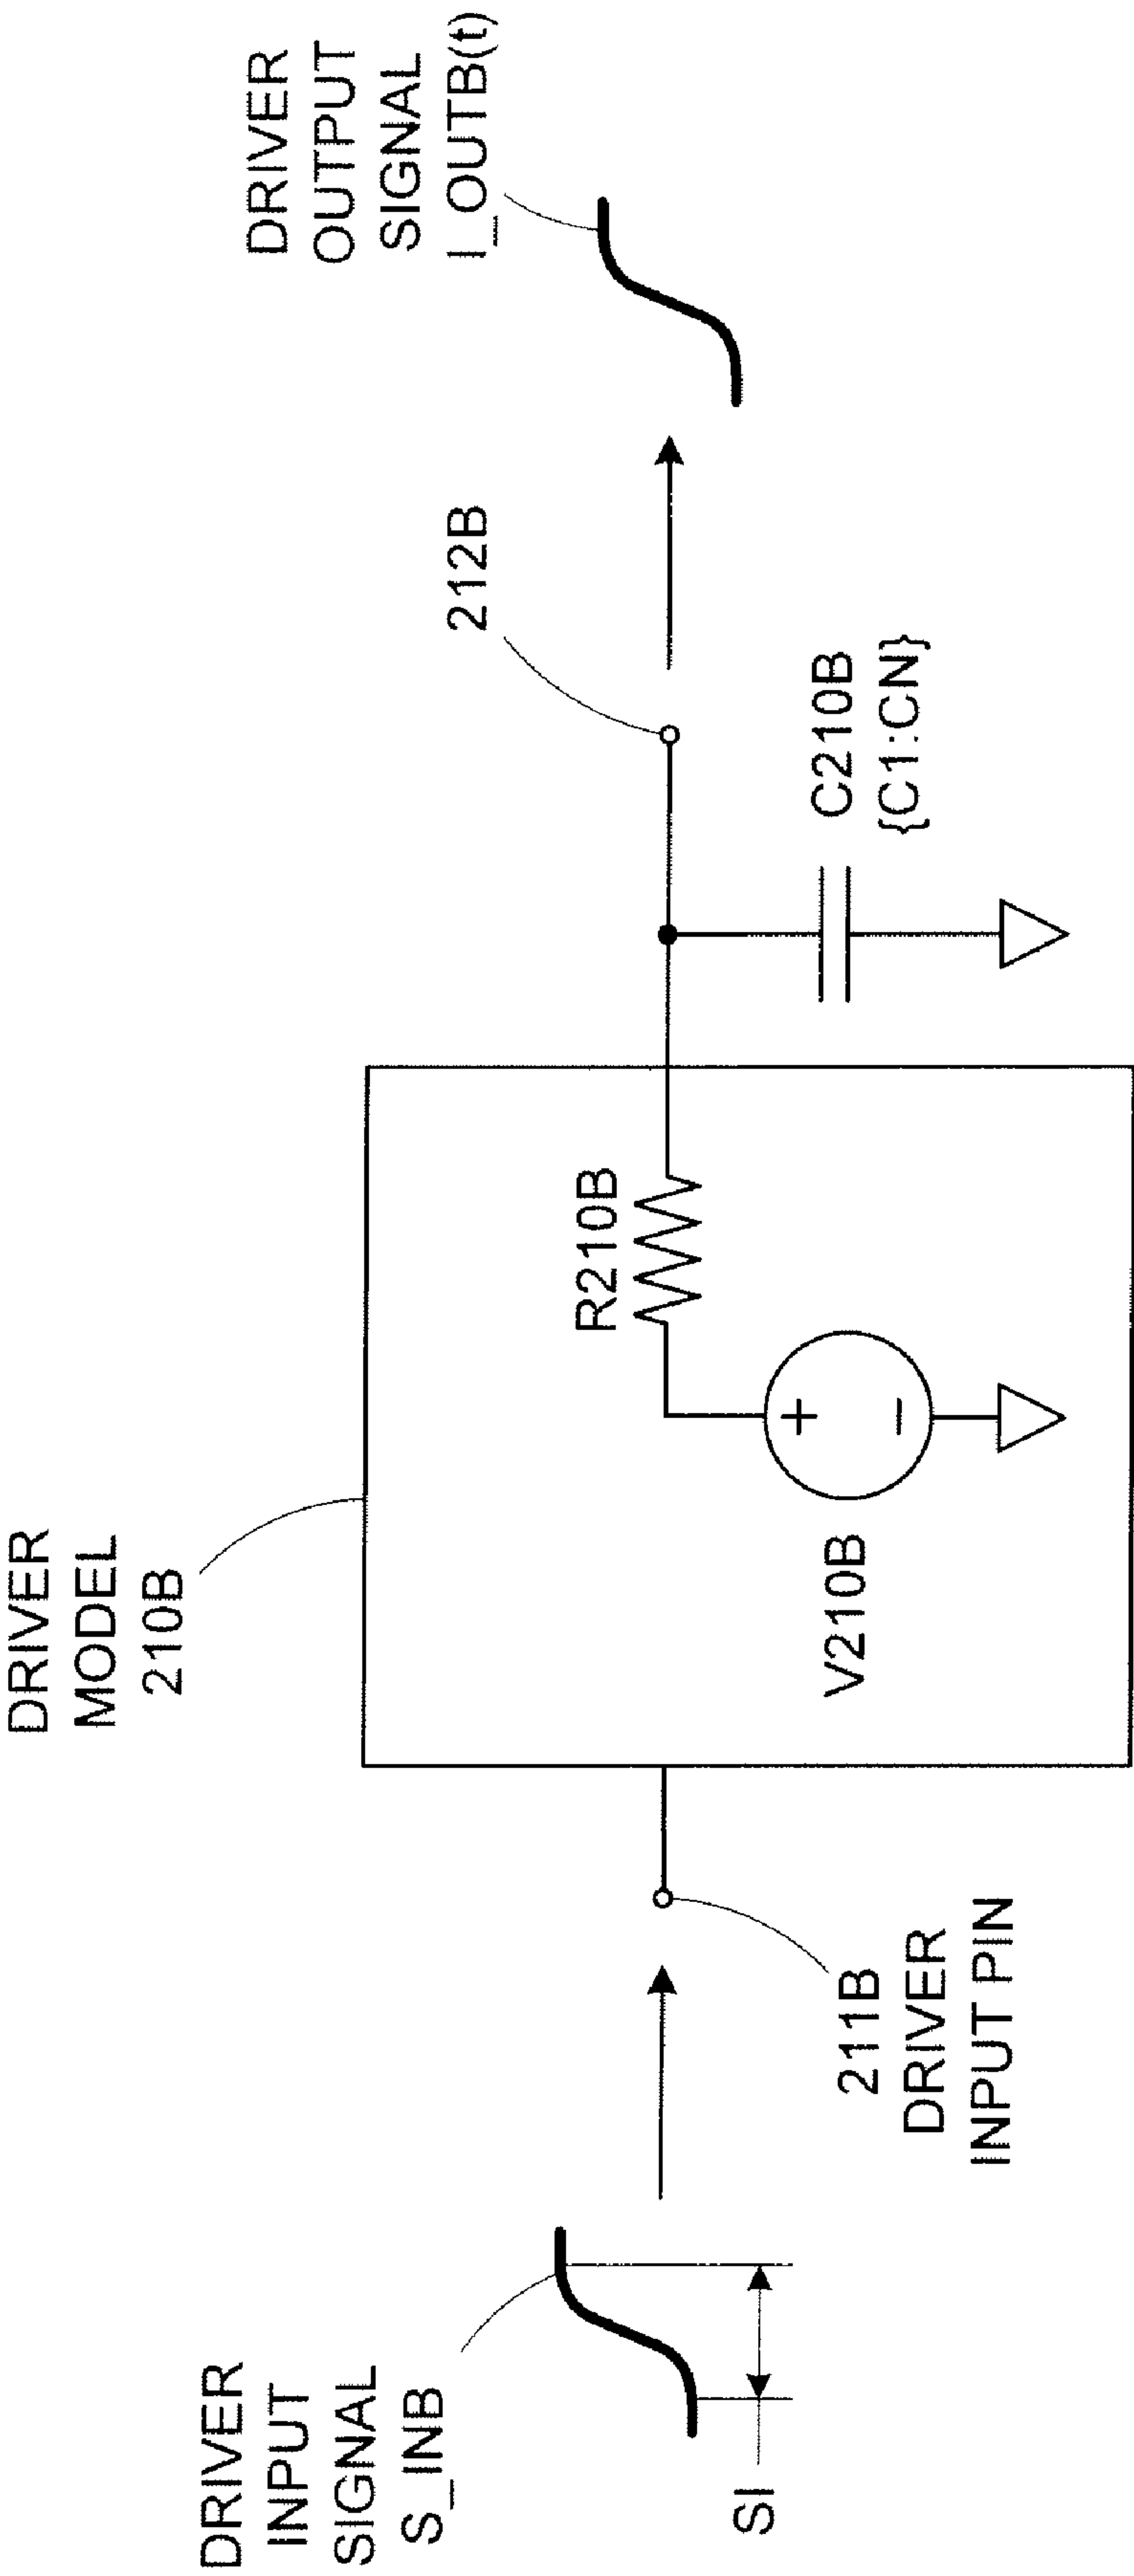 DRIVER
INPUT
SIGNAL
S_INB
SI
211B
DRIVER
INPUT PIN
DRIVER
MODEL
210B
V210B
+
–
R210B
C210B
{C1:CN}
212B
DRIVER
OUTPUT
SIGNAL
I_OUTB(t)